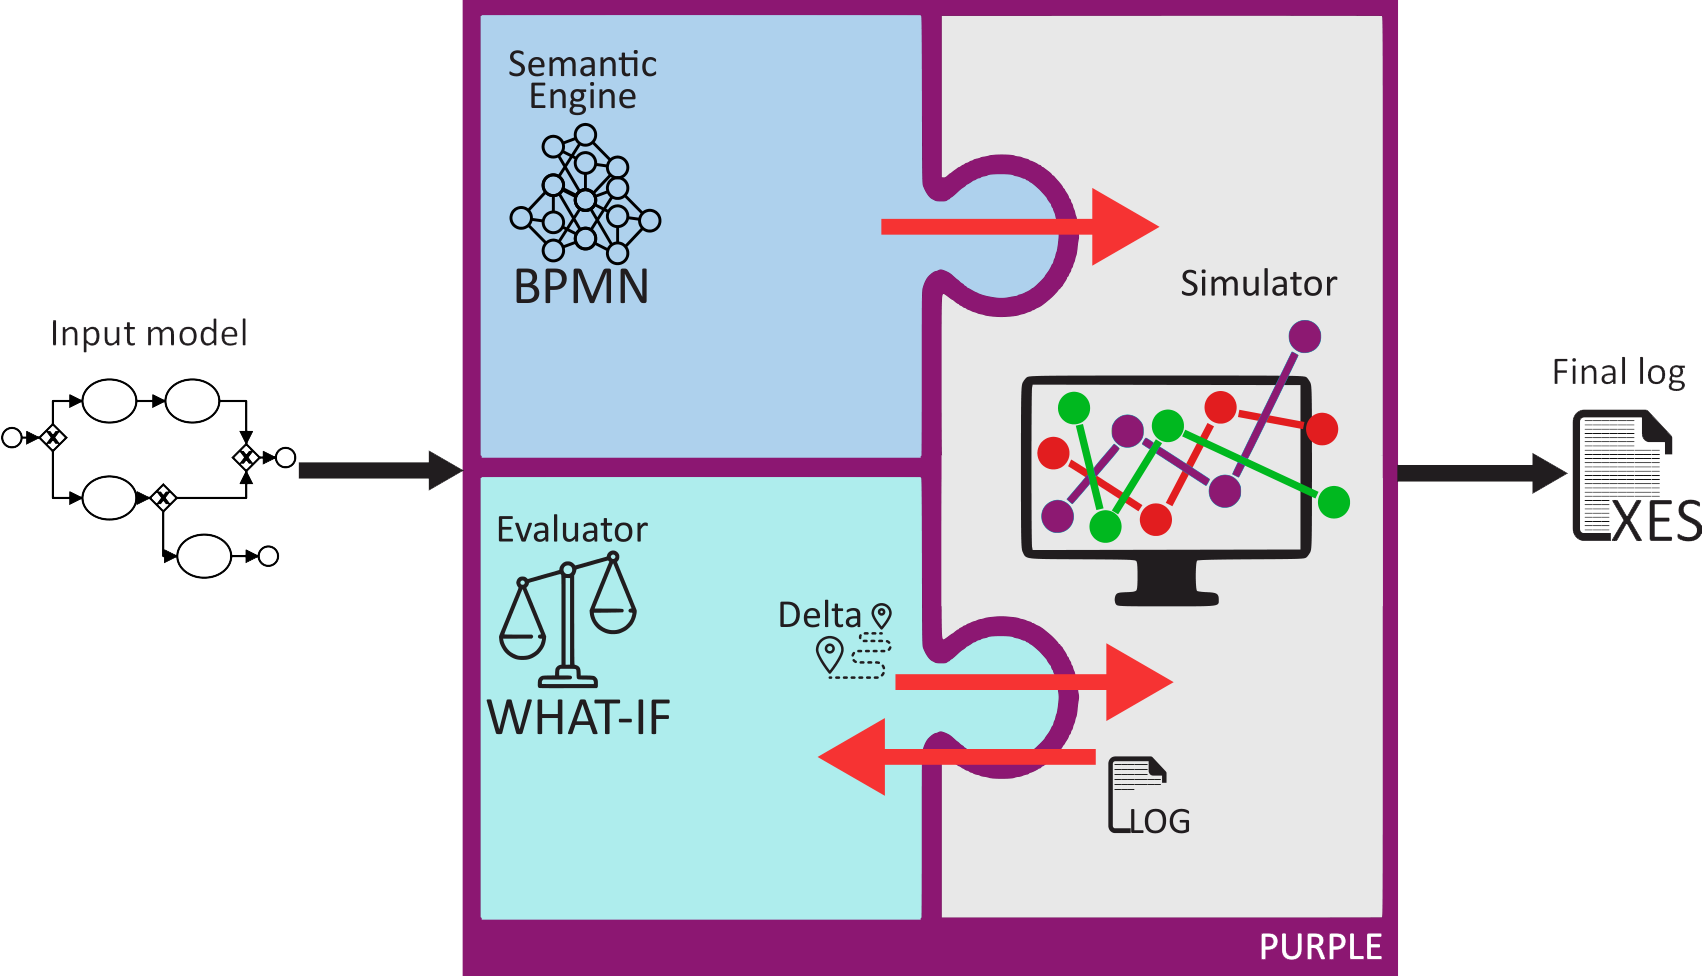 Input model
Semantic
Engine
BPMN
Evaluator
WHAT-IF
Delta
Simulator
LOG
PURPLE
Final log
XES